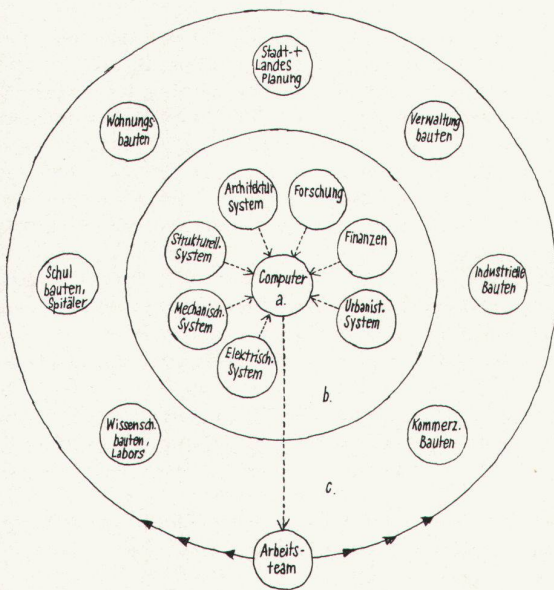 Stadt-+
Landes
Planung
Wohnungs
bauten
Verwaltung
bauten
Architektur
System
Forschung
Strukturell.
System
Finanzen
Computer
a.
Schul
bauten,
Spitäler
Industrielle
Bauten
Mechanisch.
System
Urbanist.
System
Elektrisch.
System
b.
Wissensch.
bauten,
Labors
Kommerz.
Bauten
c.
Arbeits-
team